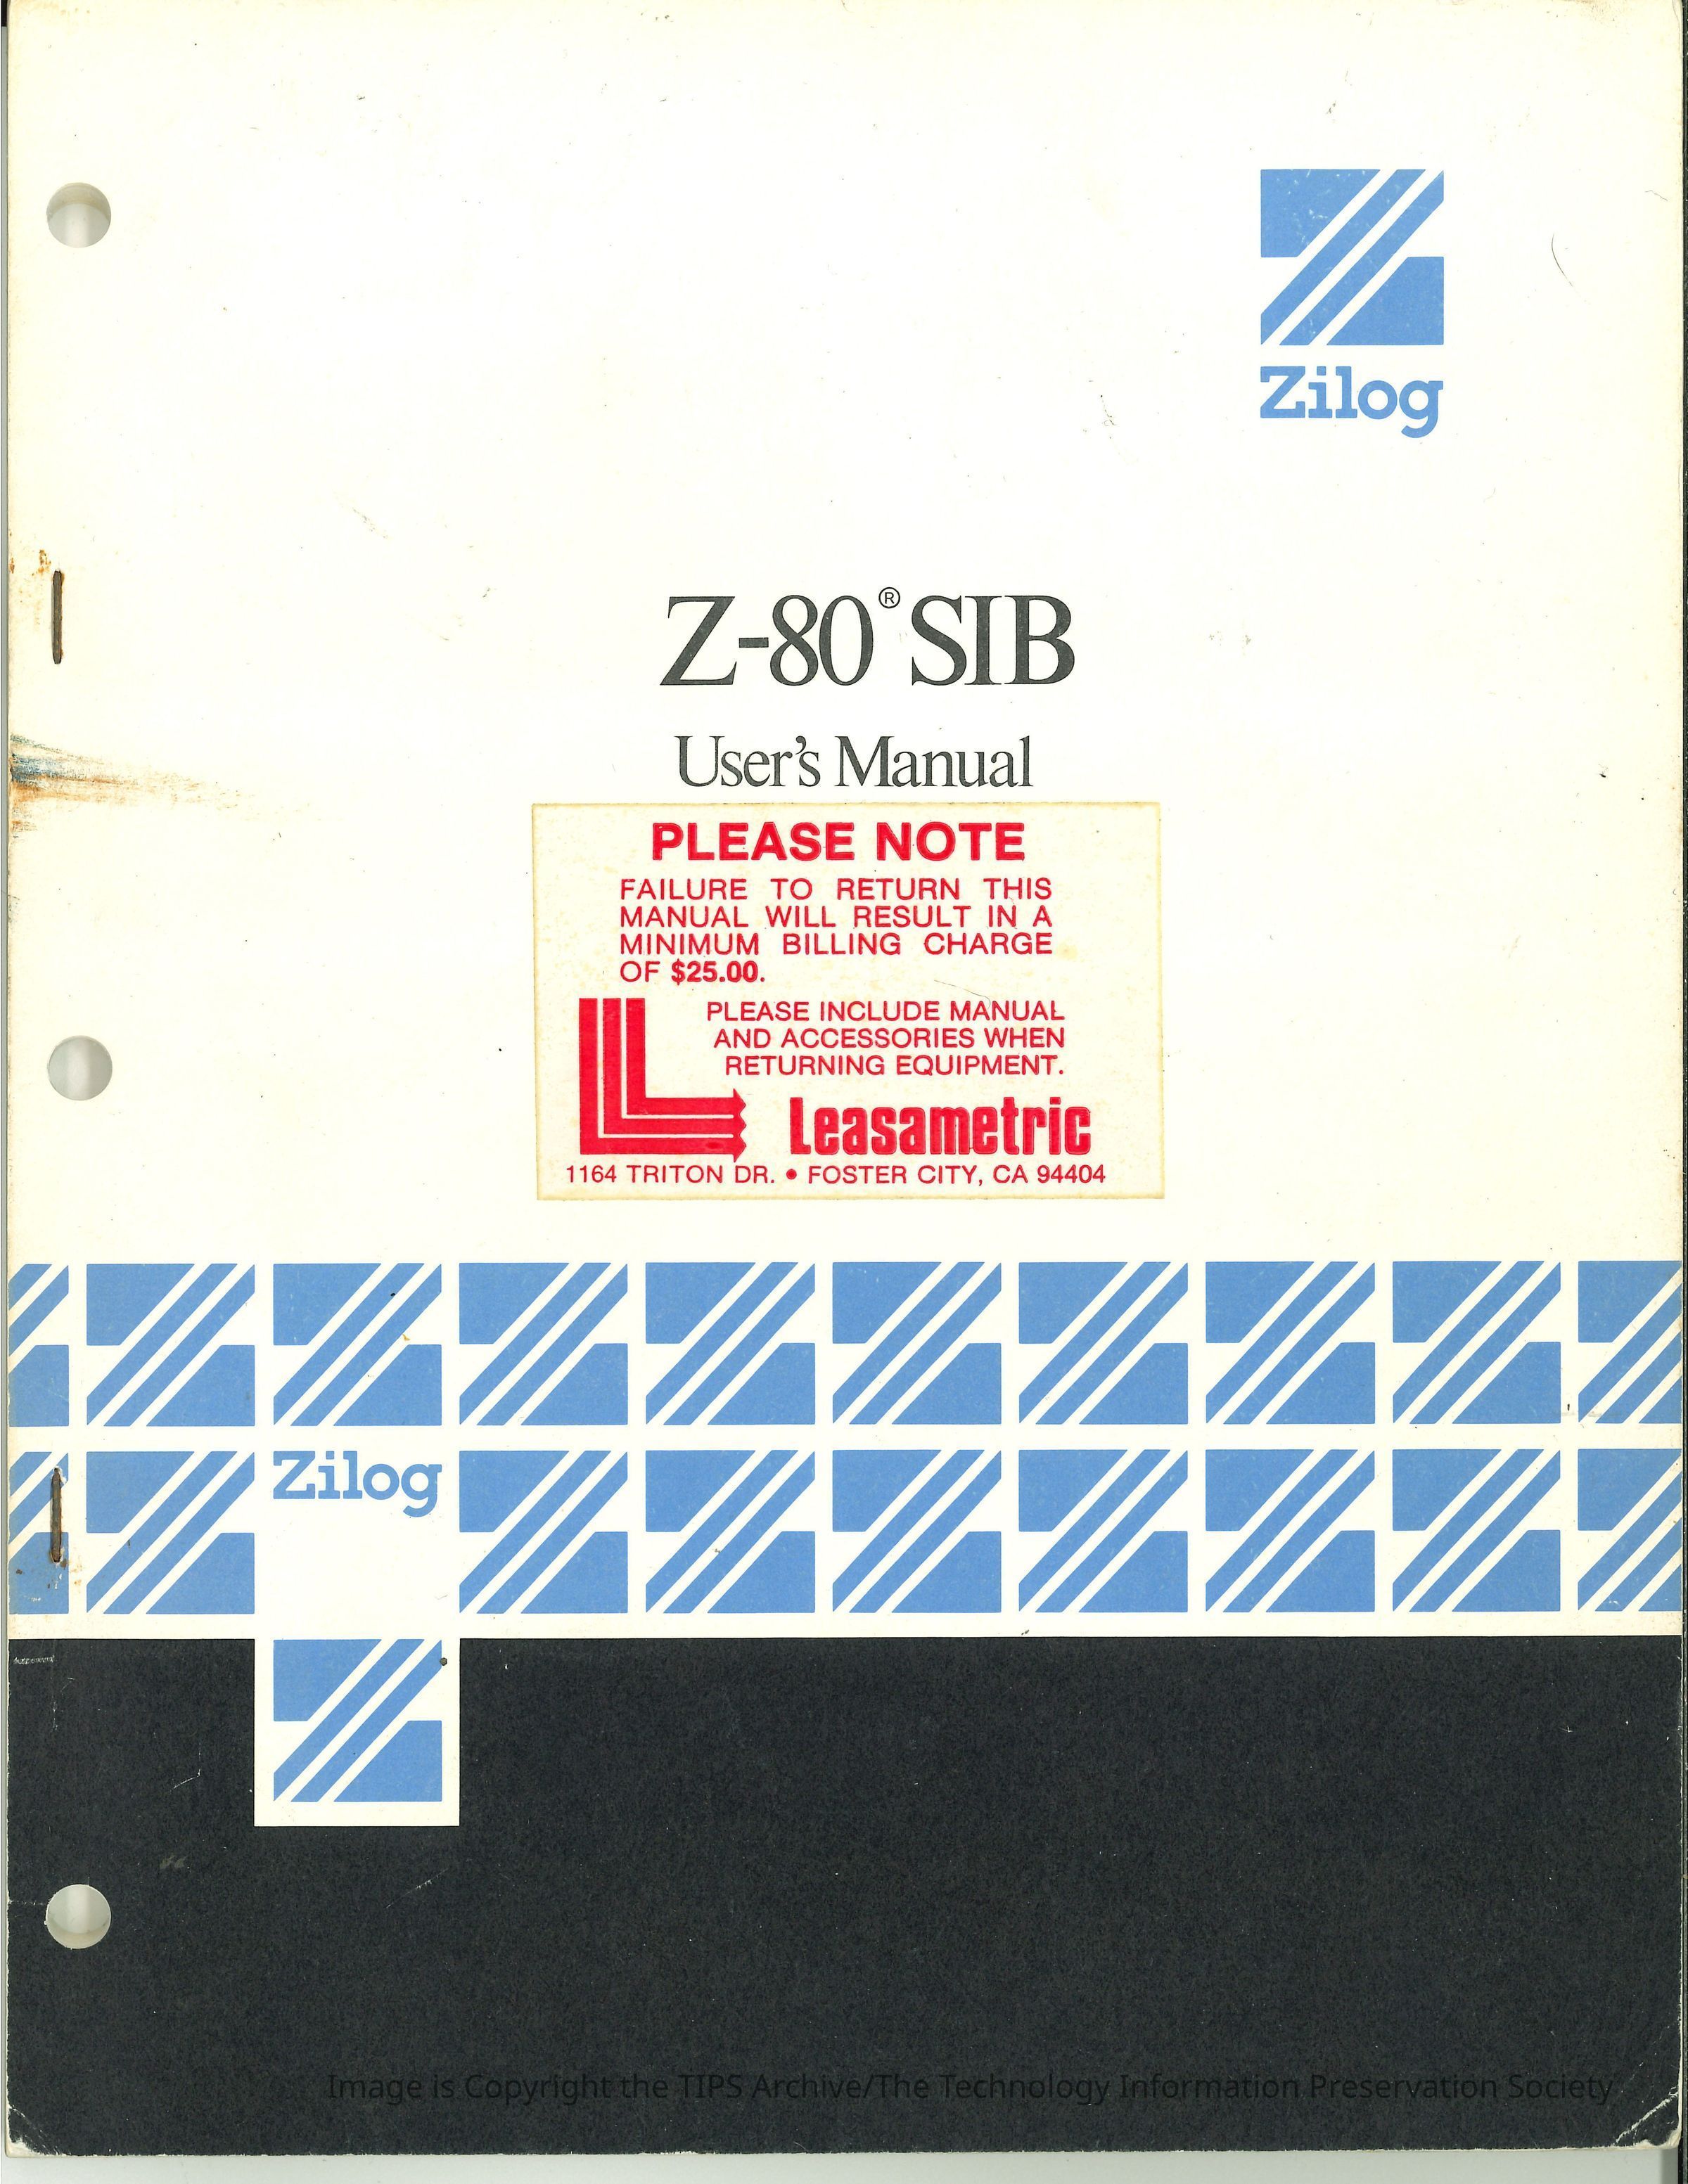 Zilog
Z-80® SIB
User's Manual
PLEASE NOTE
FAILURE TO RETURN THIS
MANUAL WILL RESULT IN A
MINIMUM BILLING CHARGE
OF $25.00.
PLEASE INCLUDE MANUAL
AND ACCESSORIES WHEN
RETURNING EQUIPMENT.
Leasametric
1164 TRITON DR. • FOSTER CITY, CA 94404
Zilog
Image is Copyright the TIPS Archive/The Technology Information Preservation Society